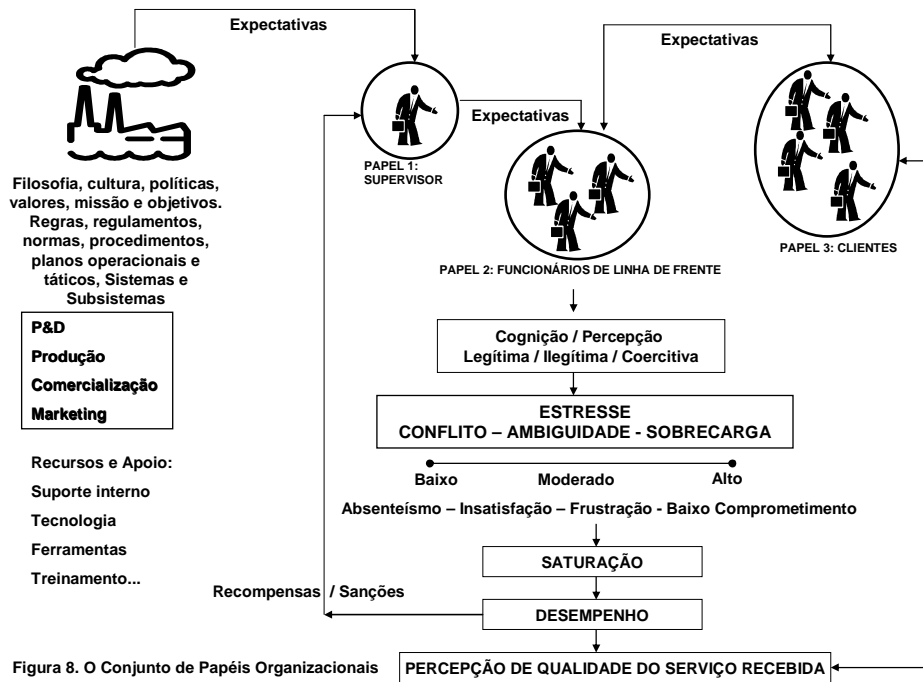 Expectativas
Expectativas
Expectativas
PAPEL 1:
SUPERVISOR
PAPEL 2: FUNCIONÁRIOS DE LINHA DE FRENTE
PAPEL 3: CLIENTES
Filosofia, cultura, políticas,
valores, missão e objetivos.
Regras, regulamentos,
normas, procedimentos,
planos operacionais e
táticos, Sistemas e
Subsistemas
P&D
Produção
Comercialização
Marketing
Recursos e Apoio:
Suporte interno
Tecnologia
Ferramentas
Treinamento...
Cognição / Percepção
Legítima / Ilegítima / Coercitiva
ESTRESSE
CONFLITO – AMBIGUIDADE - SOBRECARGA
Baixo Moderado Alto
Absenteísmo – Insatisfação – Frustração - Baixo Comprometimento
SATURAÇÃO
Recompensas / Sanções
DESEMPENHO
PERCEPÇÃO DE QUALIDADE DO SERVIÇO RECEBIDA
Figura 8. O Conjunto de Papéis Organizacionais